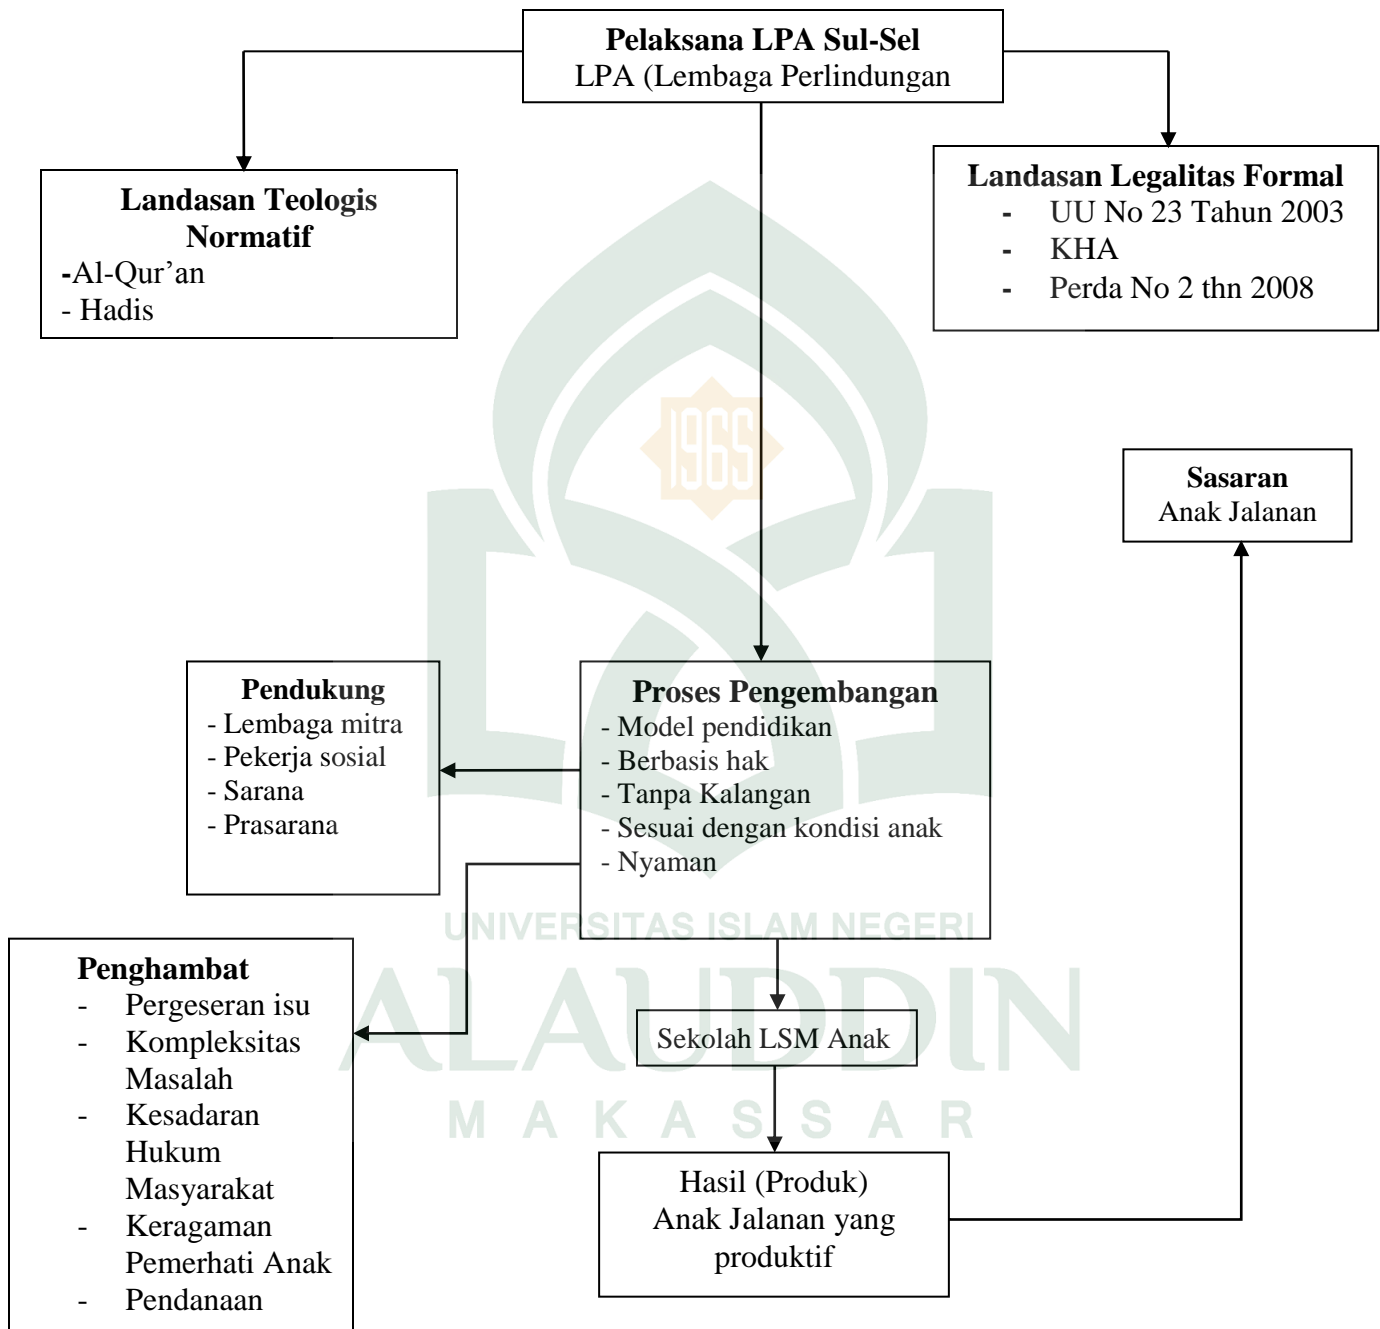 Pelaksana LPA Sul-Sel
LPA (Lembaga Perlindungan
Landasan Teologis
Normatif
-Al-Qur’an
- Hadis
Landasan Legalitas Formal
- UU No 23 Tahun 2003
- KHA
- Perda No 2 thn 2008
1965
Sasaran
Anak Jalanan
Pendukung
- Lembaga mitra
- Pekerja sosial
- Sarana
- Prasarana
Proses Pengembangan
- Model pendidikan
- Berbasis hak
- Tanpa Kalangan
- Sesuai dengan kondisi anak
- Nyaman
UNIVERSITAS ISLAM NEGERI
ALAUDDIN
MAKASSAR
Penghambat
- Pergeseran isu
- Kompleksitas
Masalah
- Kesadaran
Hukum
Masyarakat
- Keragaman
Pemerhati Anak
- Pendanaan
Sekolah LSM Anak
Hasil (Produk)
Anak Jalanan yang
produktif